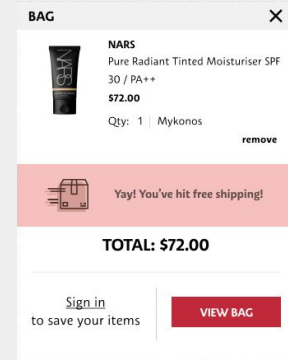 BAG
NARS
Pure Radiant Tinted Moisturiser SPF
30 / PA++
$72.00
Qty: 1 | Mykonos
remove
NARS
Yay! You've hit free shipping!
TOTAL: $72.00
Sign in
to save your items
VIEW BAG